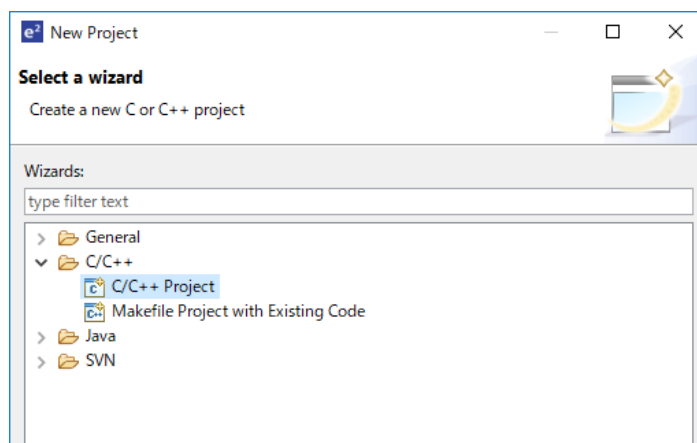 e² New Project
Select a wizard
Create a new C or C++ project
Wizards:
type filter text
General
C/C++
C/C++ Project
Makefile Project with Existing Code
Java
SVN